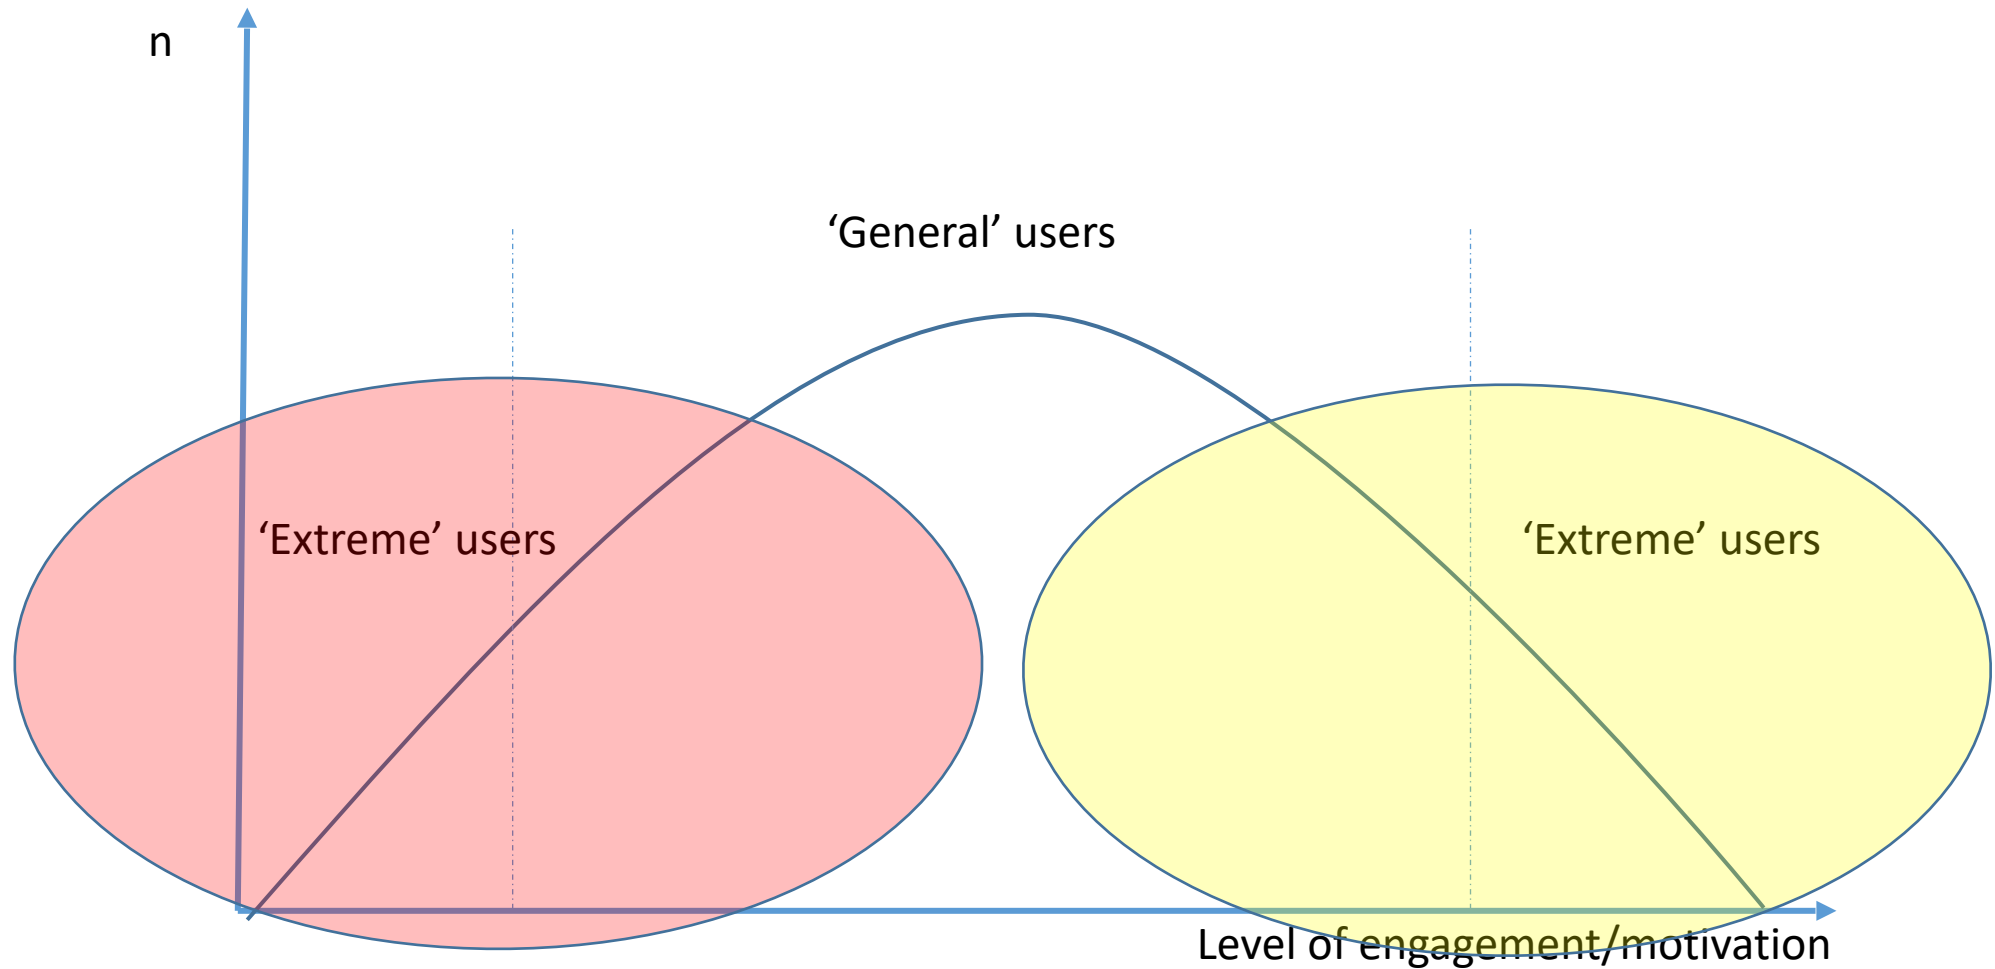 n
‘General’ users
‘Extreme’ users
‘Extreme’ users
Level of engagement/motivation